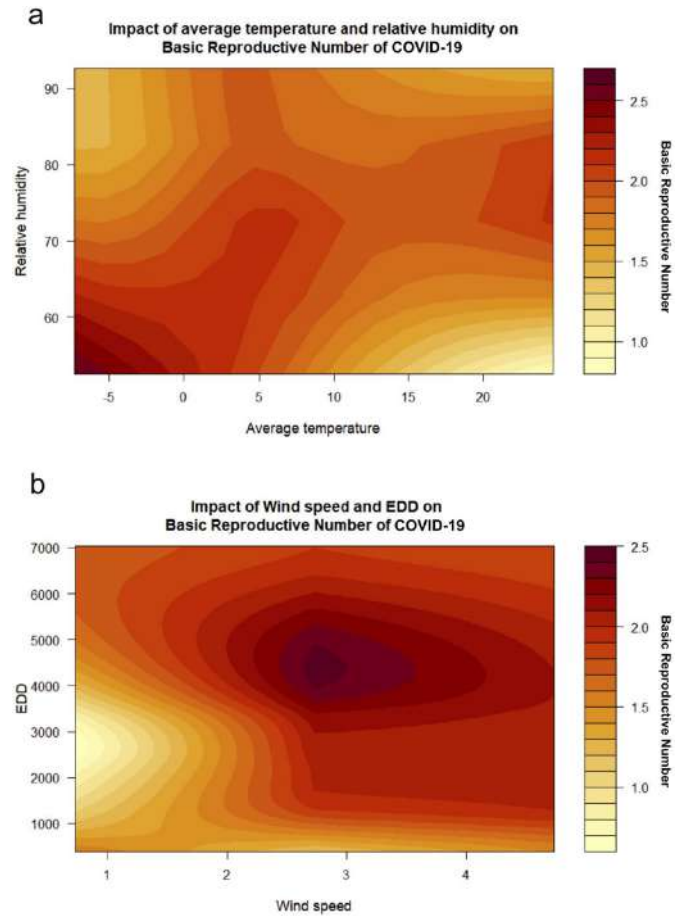 a
Impact of average temperature and relative humidity on
Basic Reproductive Number of COVID-19
90
80
70
60
Relative humidity
-5 0 5 10 15 20
Average temperature
2.5
2.0
1.5
1.0
Basic Reproductive Number
b
Impact of Wind speed and EDD on
Basic Reproductive Number of COVID-19
7000
6000
5000
4000
3000
2000
1000
EDD
1 2 3 4
Wind speed
2.5
2.0
1.5
1.0
Basic Reproductive Number